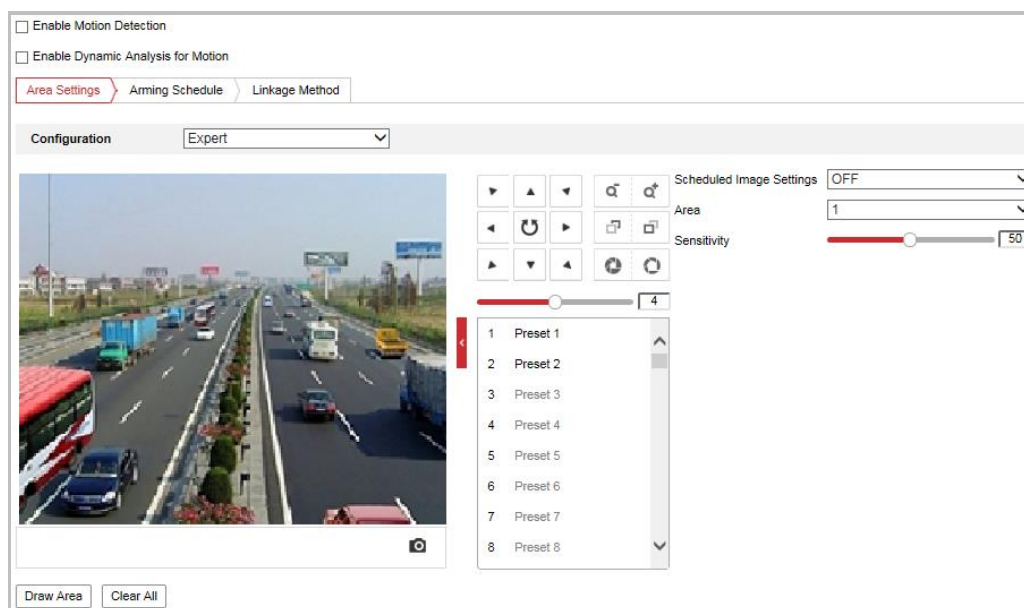 Enable Motion Detection
Enable Dynamic Analysis for Motion
Area Settings Arming Schedule Linkage Method
Configuration Expert
Scheduled Image Settings OFF
Area 1
Sensitivity 50
4
1 Preset 1
2 Preset 2
3 Preset 3
4 Preset 4
5 Preset 5
6 Preset 6
7 Preset 7
8 Preset 8
Draw Area Clear All